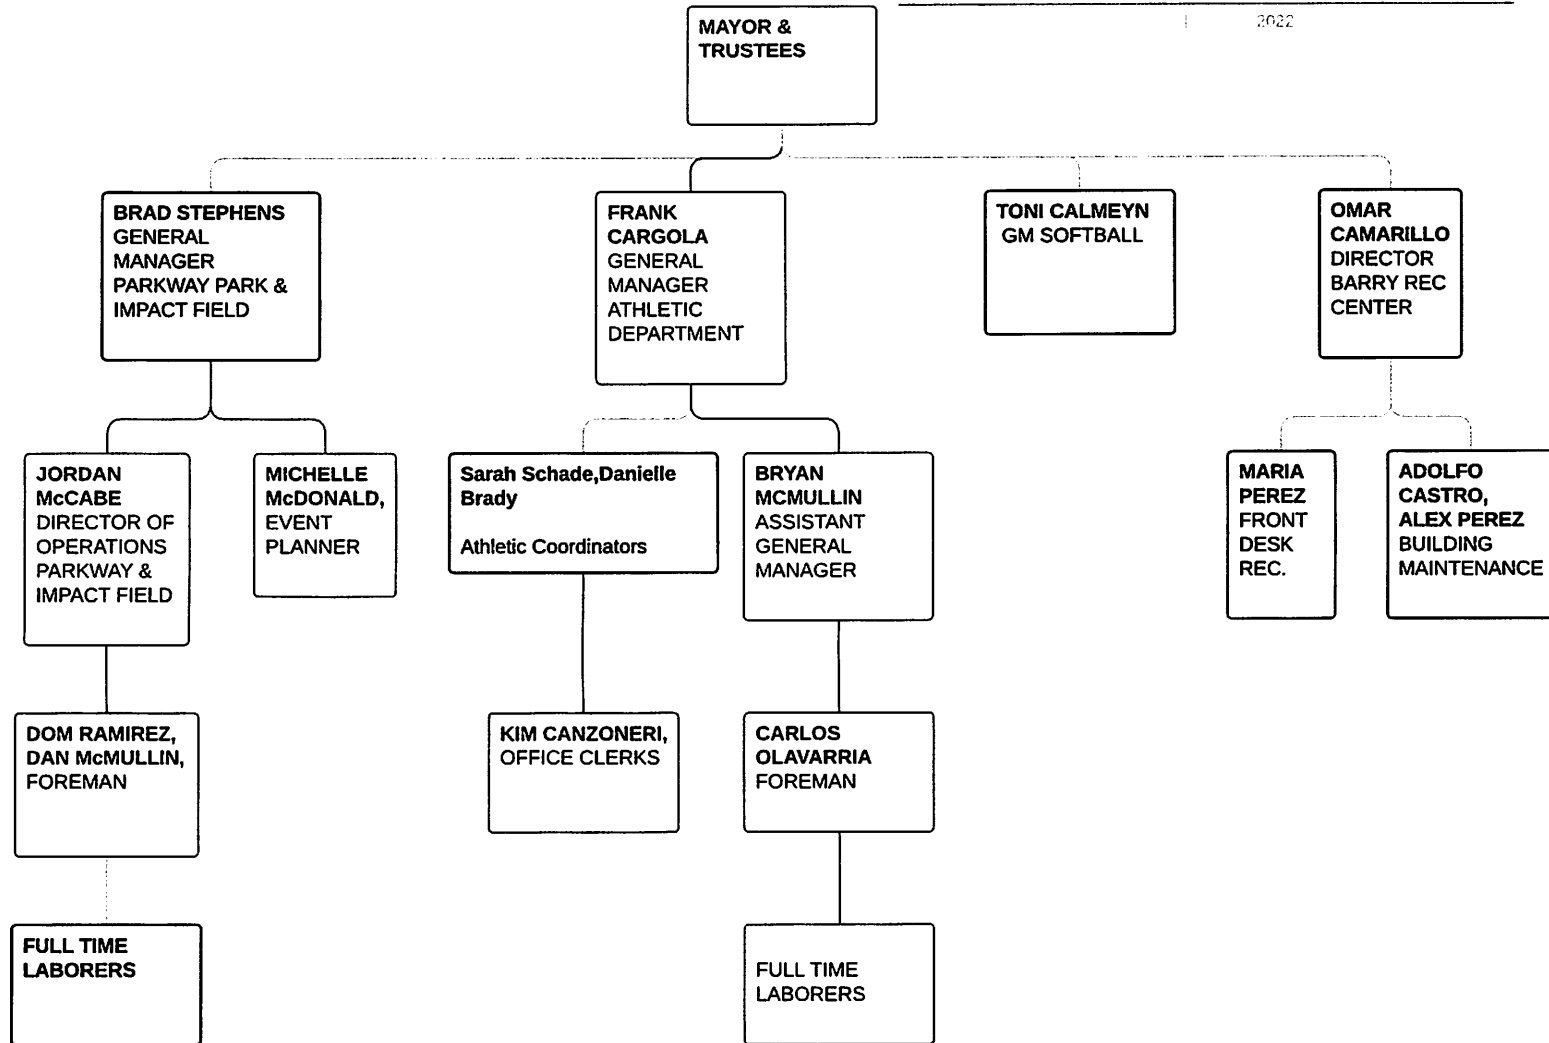 2022
MAYOR &
TRUSTEES
BRAD STEPHENS
GENERAL
MANAGER
PARKWAY PARK &
IMPACT FIELD
FRANK
CARGOLA
GENERAL
MANAGER
ATHLETIC
DEPARTMENT
TONI CALMEYN
GM SOFTBALL
OMAR
CAMARILLO
DIRECTOR
BARRY REC
CENTER
JORDAN
McCABE
DIRECTOR OF
OPERATIONS
PARKWAY &
IMPACT FIELD
MICHELLE
McDONALD,
EVENT
PLANNER
Sarah Schade,Danielle
Brady
Athletic Coordinators
BRYAN
MCMULLIN
ASSISTANT
GENERAL
MANAGER
MARIA
PEREZ
FRONT
DESK
REC.
ADOLFO
CASTRO,
ALEX PEREZ
BUILDING
MAINTENANCE
DOM RAMIREZ,
DAN McMULLIN,
FOREMAN
KIM CANZONERI,
OFFICE CLERKS
CARLOS
OLAVARRIA
FOREMAN
FULL TIME
LABORERS
FULL TIME
LABORERS